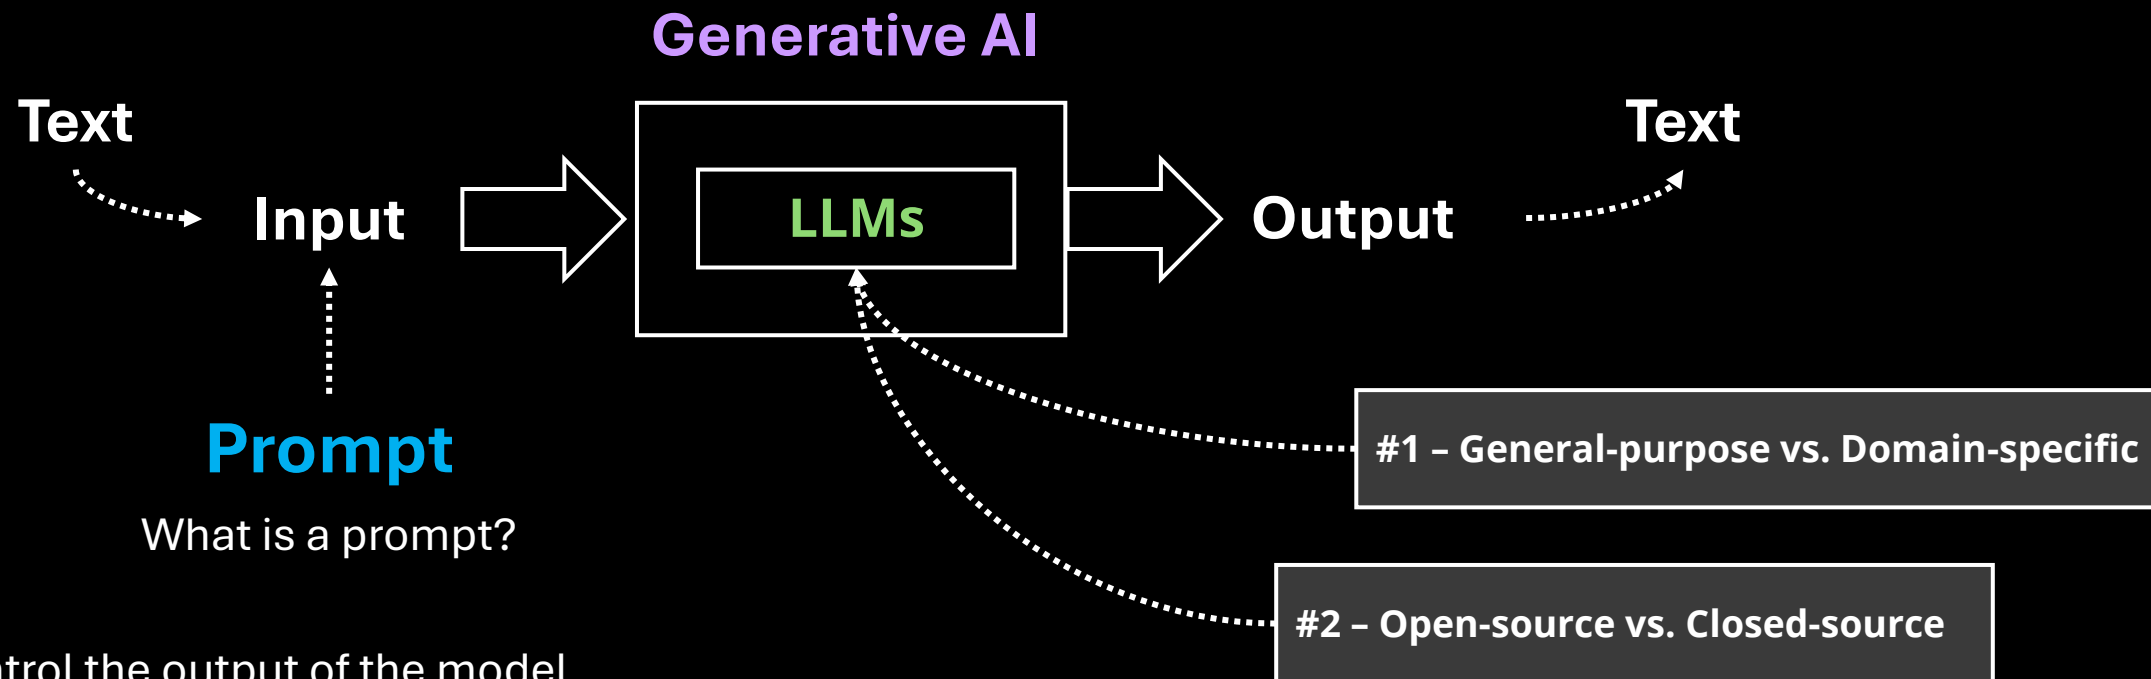 Generative AI
Text
Text
Input
LLMs
Output
Prompt
#1 – General-purpose vs. Domain-specific
What is a prompt?
#2 – Open-source vs. Closed-source
the output of the model